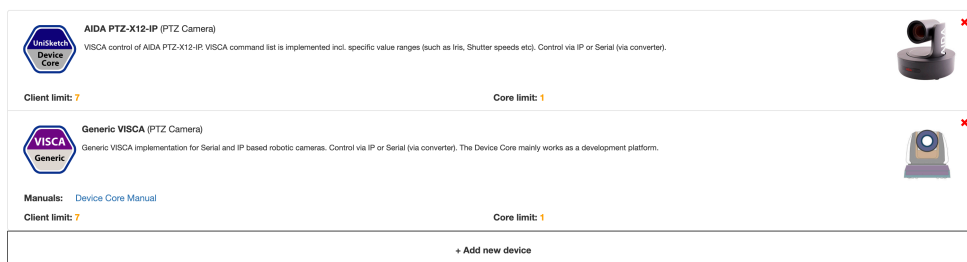 AIDA PTZ-X12-IP (PTZ Camera)
UniSketch
Device
Core
VISCA control of AIDA PTZ-X12-IP. VISCA command list is implemented incl. specific value ranges (such as Iris, Shutter speeds etc). Control via IP or Serial (via converter).
AIDA
Client limit: 7
Core limit: 1
Generic VISCA (PTZ Camera)
VISCA
Generic
Generic VISCA implementation for Serial and IP based robotic cameras. Control via IP or Serial (via converter). The Device Core mainly works as a development platform.
Manuals: Device Core Manual
Client limit: 7
Core limit: 1
+ Add new device